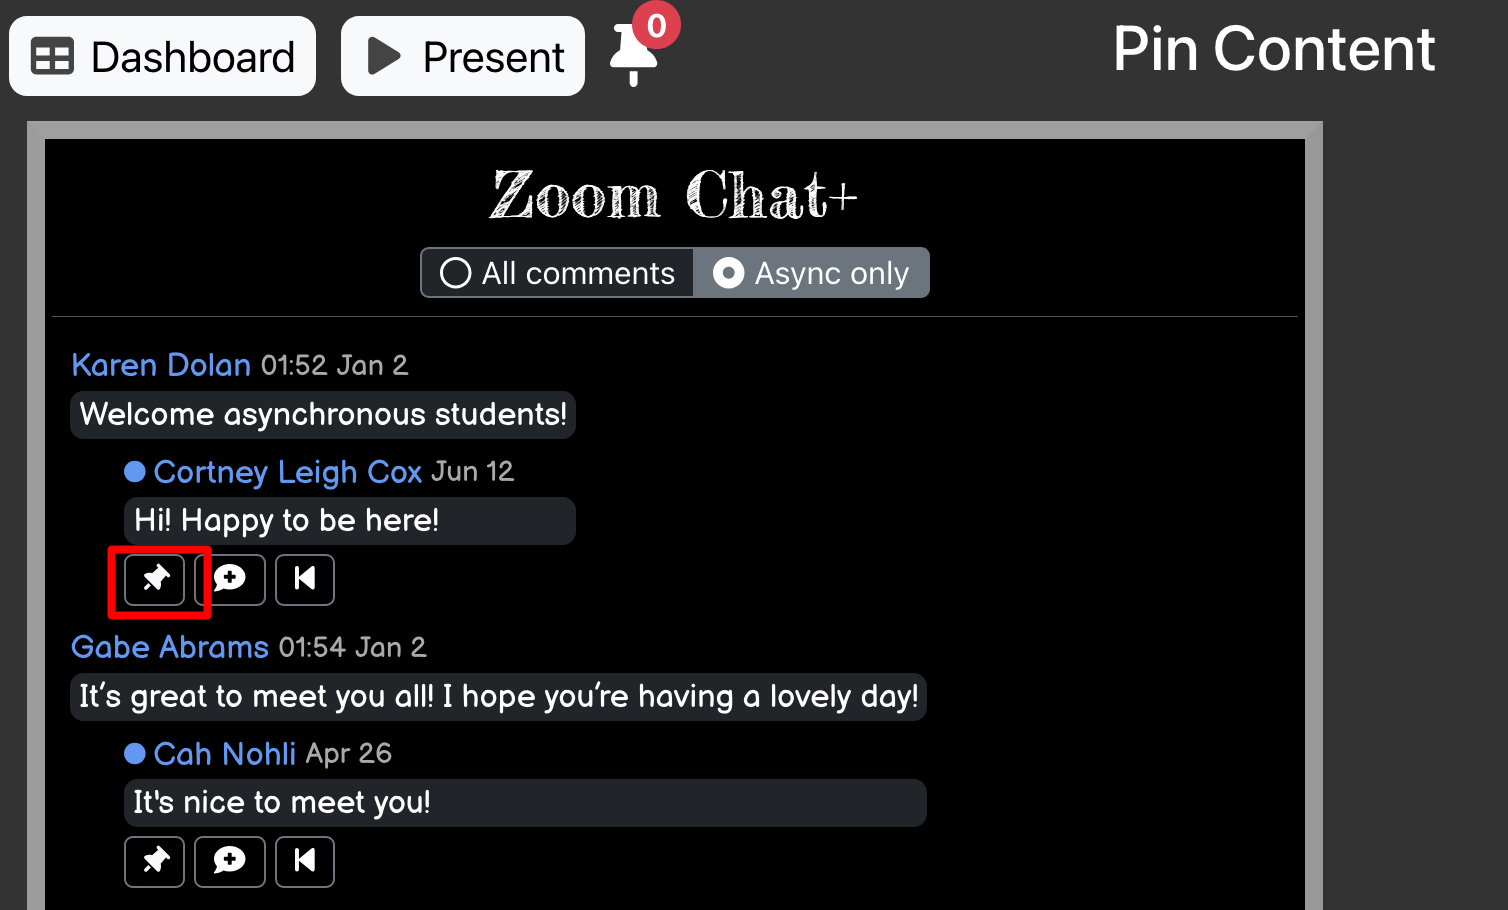 Dashboard
Present
0
Pin Content
Zoom Chat+
All comments
Async only
Karen Dolan 01:52 Jan 2
Welcome asynchronous students!
Cortney Leigh Cox Jun 12
Hi! Happy to be here!
Gabe Abrams 01:54 Jan 2
It’s great to meet you all! I hope you’re having a lovely day!
Cah Nohli Apr 26
It's nice to meet you!